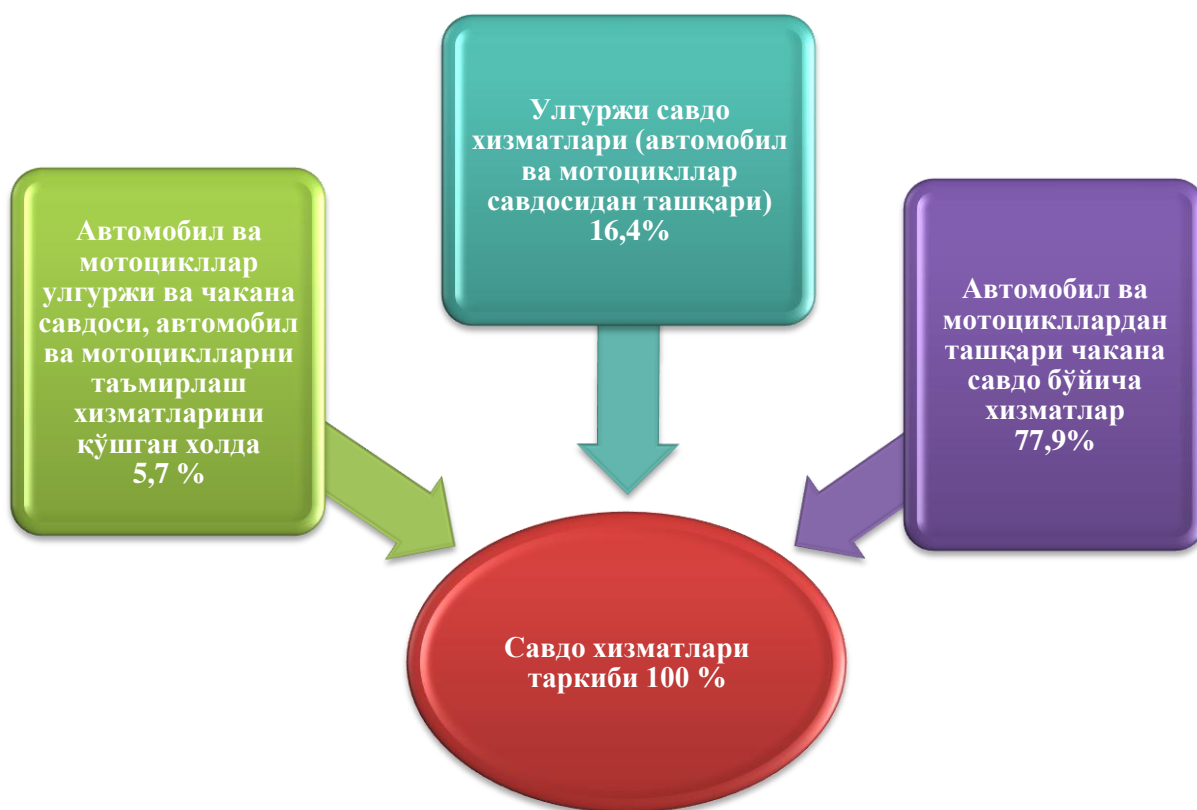 Автомобил ва
мотоцикллар
улгуржи ва чакана
савдоси, автомобил
ва мотоциклларни
таъмирлаш
хизматларини
қўшган холда
5,7 %
Улгуржи савдо
хизматлари (автомобил
ва мотоцикллар
савдосидан ташқари)
16,4%
Автомобил ва
мотоцикллардан
ташқари чакана
савдо бўйича
хизматлар
77,9%
Савдо хизматлари
таркиби 100 %